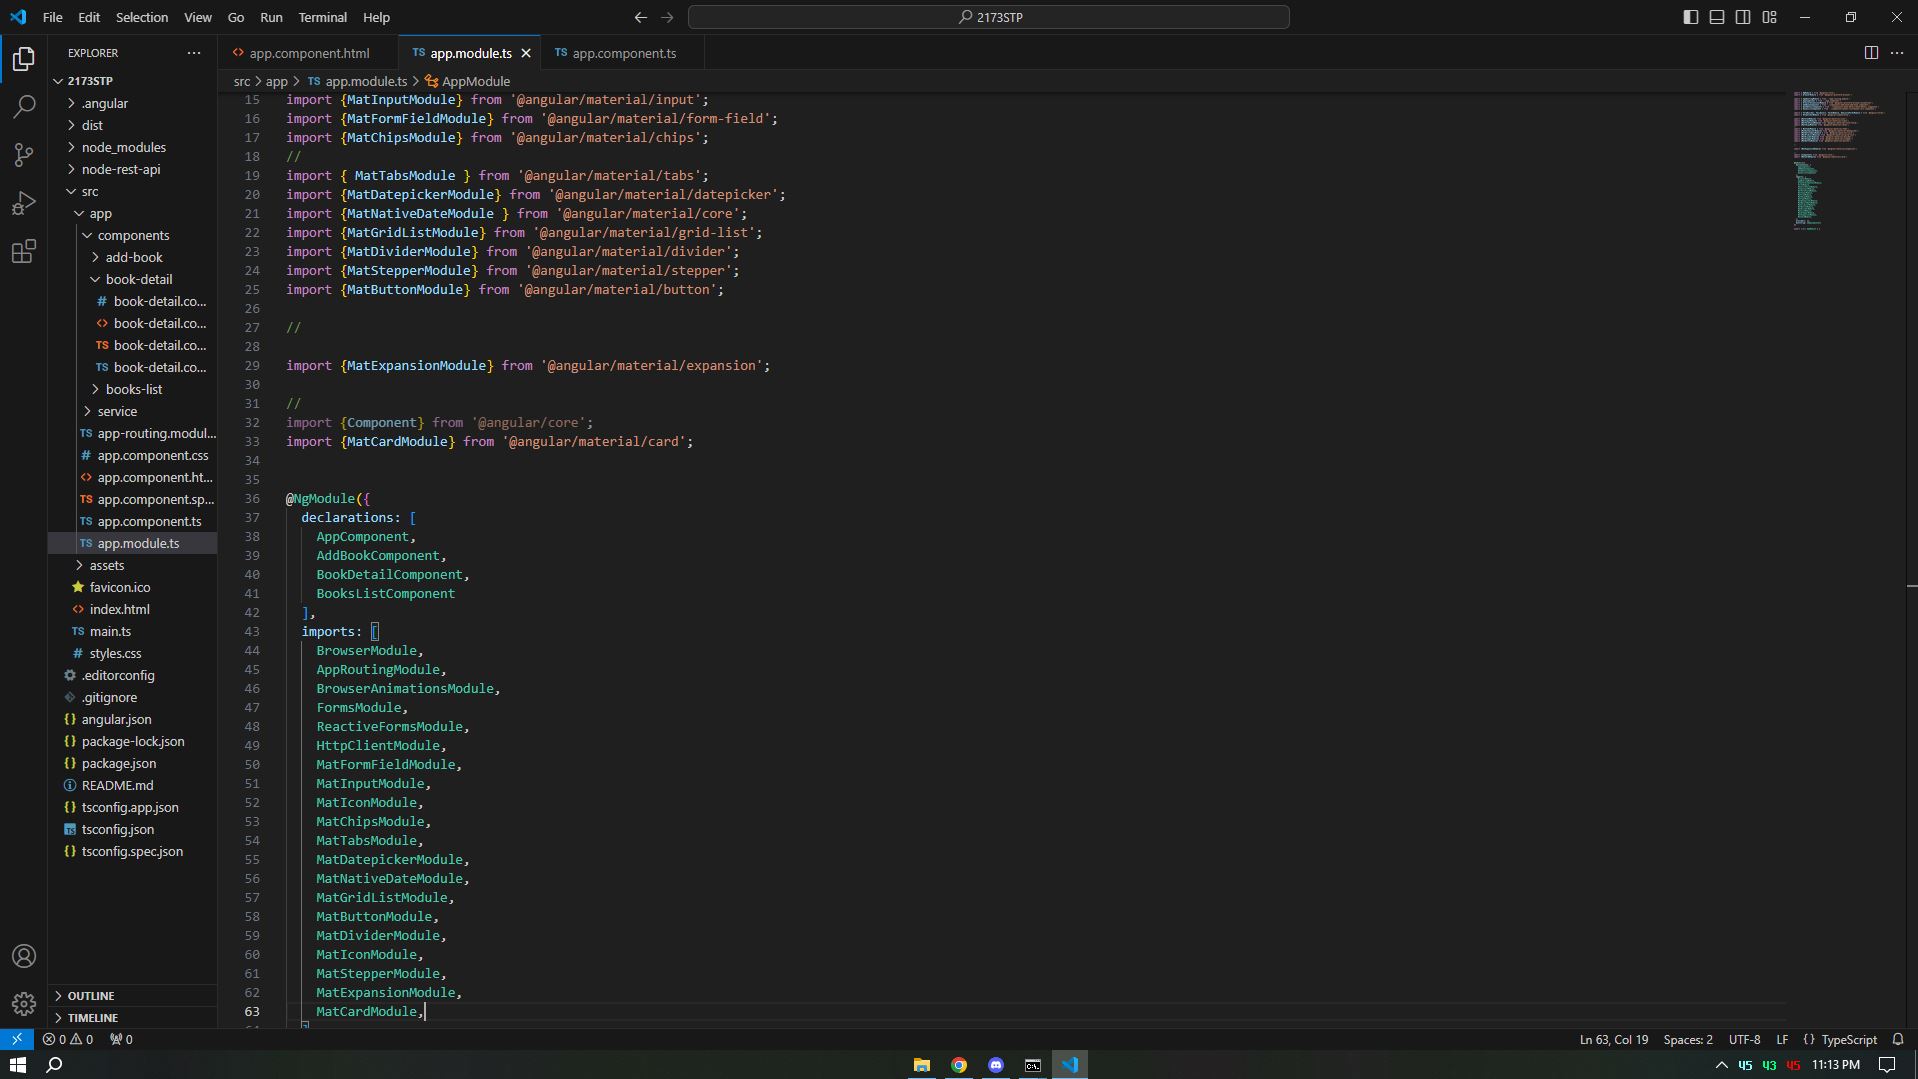 File Edit Selection View Go Run Terminal Help
2173STP
EXPLORER
app.component.html
TS app.module.ts
TS app.component.ts
src > app > TS app.module.ts > AppModule
2173STP
.angular
dist
node_modules
node-rest-api
src
app
components
add-book
book-detail
# book-detail.co...
<> book-detail.co...
TS book-detail.co...
TS book-detail.co...
books-list
service
TS app-routing.modul...
# app.component.css
<> app.component.ht...
TS app.component.sp...
TS app.component.ts
TS app.module.ts
assets
favicon.ico
<> index.html
TS main.ts
# styles.css
.editorconfig
.gitignore
{} angular.json
{} package-lock.json
{} package.json
README.md
{} tsconfig.app.json
TS tsconfig.json
{} tsconfig.spec.json
OUTLINE
TIMELINE
15 import {MatInputModule} from '@angular/material/input';
16 import {MatFormFieldModule} from '@angular/material/form-field';
17 import {MatChipsModule} from '@angular/material/chips';
18 //
19 import { MatTabsModule } from '@angular/material/tabs';
20 import {MatDatepickerModule} from '@angular/material/datepicker';
21 import {MatNativeDateModule } from '@angular/material/core';
22 import {MatGridListModule} from '@angular/material/grid-list';
23 import {MatDividerModule} from '@angular/material/divider';
24 import {MatStepperModule} from '@angular/material/stepper';
25 import {MatButtonModule} from '@angular/material/button';
26
27 //
28
29 import {MatExpansionModule} from '@angular/material/expansion';
30
31 //
32 import {Component} from '@angular/core';
33 import {MatCardModule} from '@angular/material/card';
34
35
36 @NgModule({
37 declarations: [
38 AppComponent,
39 AddBookComponent,
40 BookDetailComponent,
41 BooksListComponent
42 ],
43 imports: [
44 BrowserModule,
45 AppRoutingModule,
46 BrowserAnimationsModule,
47 FormsModule,
48 ReactiveFormsModule,
49 HttpClientModule,
50 MatFormFieldModule,
51 MatInputModule,
52 MatIconModule,
53 MatChipsModule,
54 MatTabsModule,
55 MatDatepickerModule,
56 MatNativeDateModule,
57 MatGridListModule,
58 MatButtonModule,
59 MatDividerModule,
60 MatIconModule,
61 MatStepperModule,
62 MatExpansionModule,
63 MatCardModule,
0 0 0
Ln 63, Col 19 Spaces: 2 UTF-8 LF {} TypeScript
45 43 45 11:13 PM